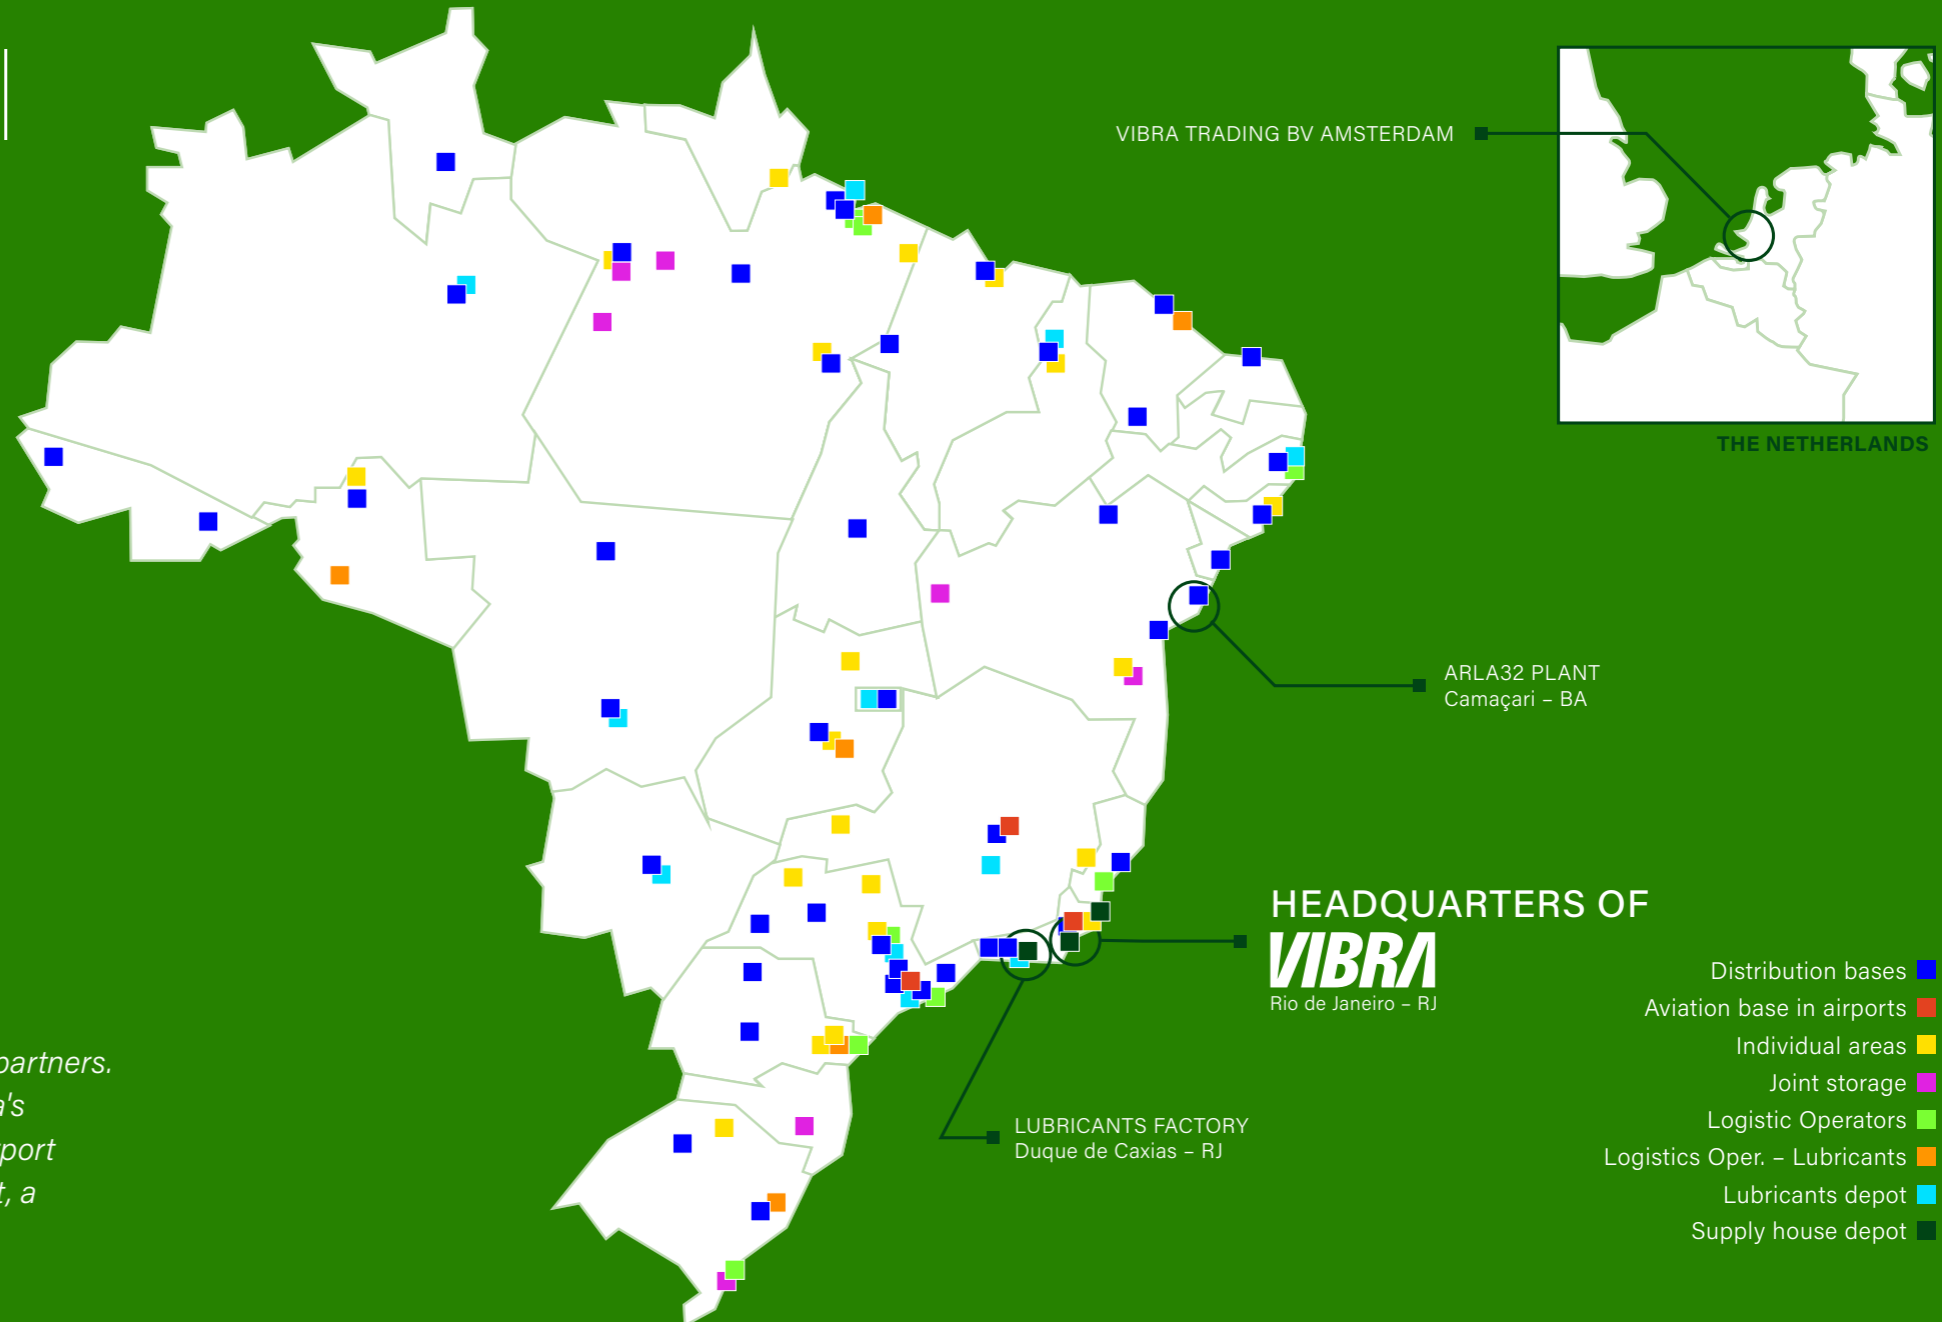 VIBRA TRADING BV AMSTERDAM
THE NETHERLANDS
ARLA32 PLANT
Camaçari – BA
HEADQUARTERS OF
VIBRA
Rio de Janeiro – RJ
LUBRICANTS FACTORY
Duque de Caxias – RJ
Distribution bases
Aviation base in airports
Individual areas
Joint storage
Logistic Operators
Logistics Oper. – Lubricants
Lubricants depot
Supply house depot
partners.
a's
port
t, a